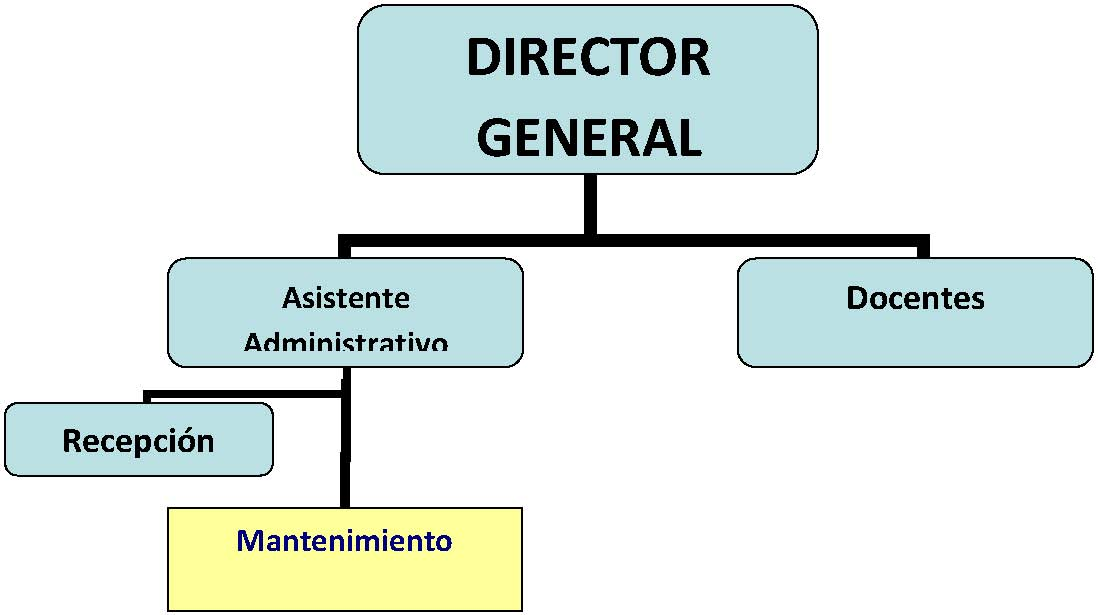 DIRECTOR
GENERAL
Asistente
Administrativo
Docentes
Recepción
Mantenimiento